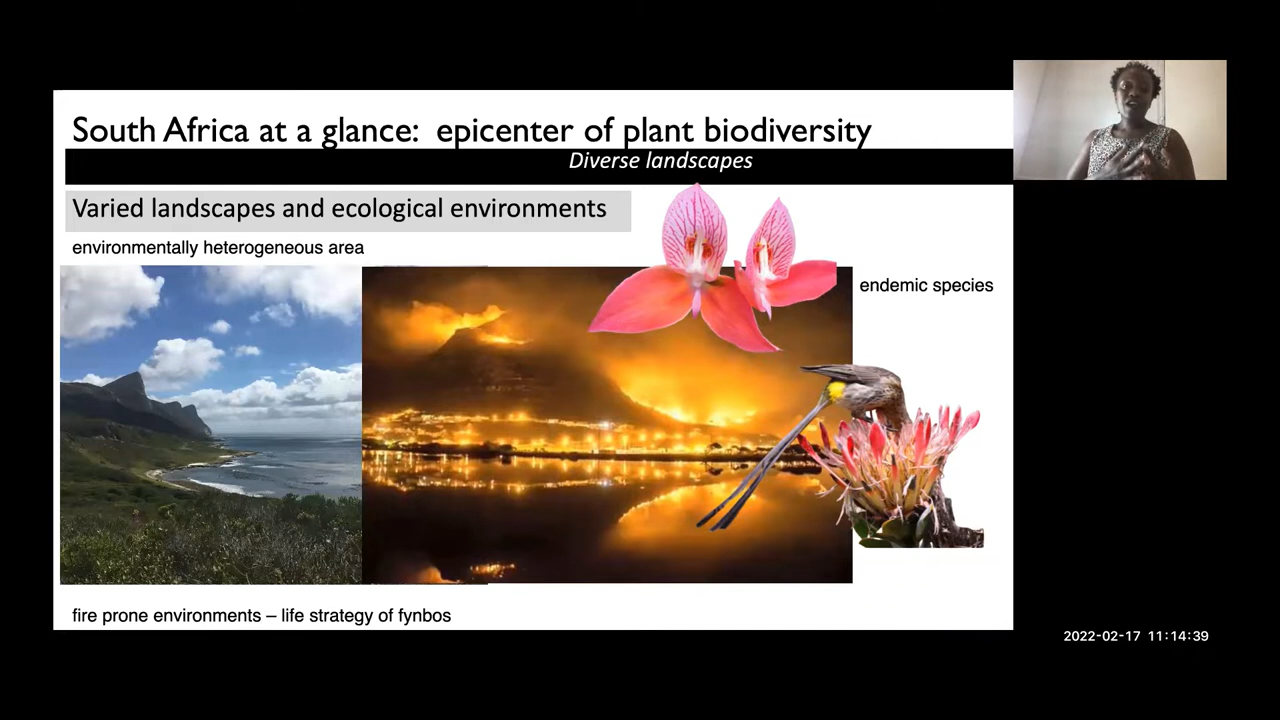 South Africa at a glance:  epicenter of plant biodiversity
Diverse landscapes
Varied landscapes and ecological environments
environmentally heterogeneous area
endemic species
fire prone environments – life strategy of fynbos
2022-02-17 11:14:39